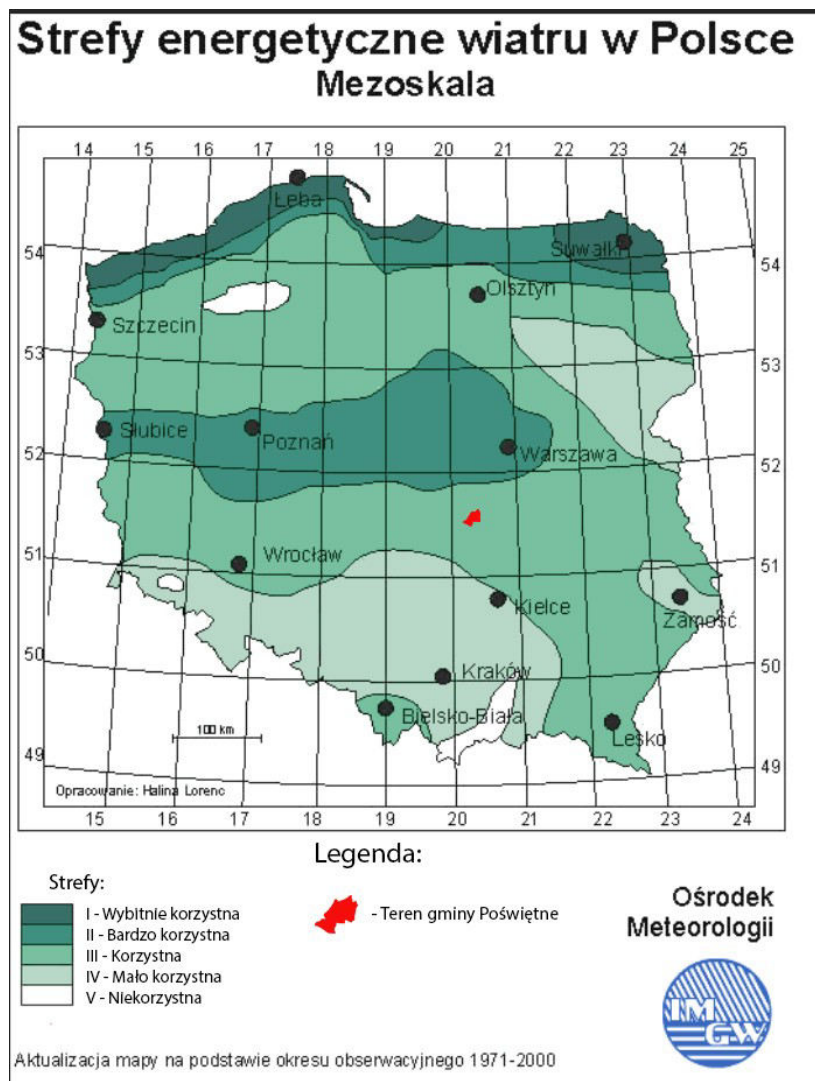 Strefy energetyczne wiatru w Polsce
Mezoskala
14 15 16 17 18 19 20 21 22 23 24 25
Łeba
54
Suwałki
54
Olsztyn
Szczecin
53
53
Słubice
Poznań
Warszawa
52
52
51
Wrocław
51
Kielce
Zamość
50
Kraków
50
Bielsko-Biała
Lesko
100 km
49
49
Opracowanie: Halina Lorenc
15 16 17 18 19 20 21 22 23 24
Legenda:
Strefy:
I - Wybitnie korzystna
II - Bardzo korzystna
III - Korzystna
IV - Mało korzystna
V - Niekorzystna
- Teren gminy Poświętne
Ośrodek
Meteorologii
IM
GW
Aktualizacja mapy na podstawie okresu obserwacyjnego 1971-2000